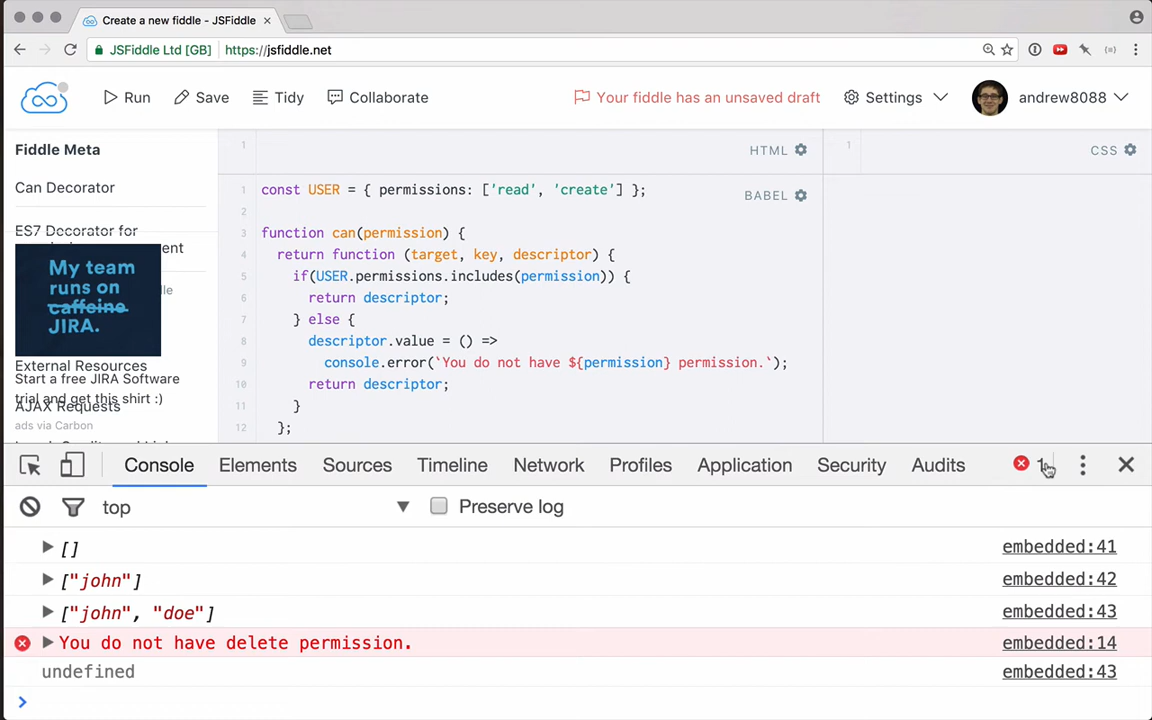 Create a new fiddle - JSFiddle ×
JSFiddle Ltd [GB] https://jsfiddle.net
Run Save Tidy Collaborate Your fiddle has an unsaved draft Settings andrew8088
Fiddle Meta
Can Decorator
ES7 Decorator for
My team
runs on
caffeine
JIRA.
External Resources
Start a free JIRA Software
trial and get this shirt :)
AJAX Requests
ads via Carbon
1 HTML
1 CSS
BABEL
1 const USER = { permissions: ['read', 'create'] };
2
3 function can(permission) {
4 return function (target, key, descriptor) {
5 if(USER.permissions.includes(permission)) {
6 return descriptor;
7 } else {
8 descriptor.value = () =>
9 console.error(`You do not have ${permission} permission.`);
10 return descriptor;
11 }
12 };
Console Elements Sources Timeline Network Profiles Application Security Audits 1
top Preserve log
[] embedded:41
["john"] embedded:42
["john", "doe"] embedded:43
You do not have delete permission. embedded:14
undefined embedded:43